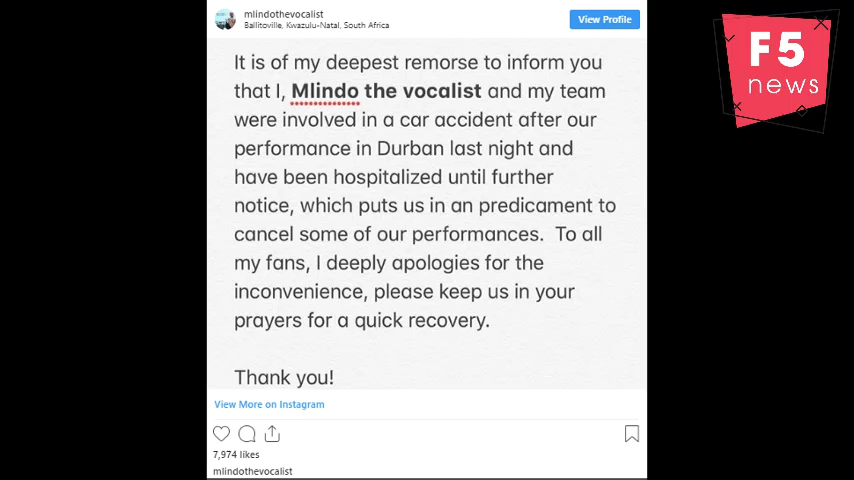 mlindothevocalist
Ballitoville, Kwazulu-Natal, South Africa
View Profile
F5
news
It is of my deepest remorse to inform you
that I, Mlindo the vocalist and my team
were involved in a car accident after our
performance in Durban last night and
have been hospitalized until further
notice, which puts us in an predicament to
cancel some of our performances.  To all
my fans, I deeply apologies for the
inconvenience, please keep us in your
prayers for a quick recovery.
Thank you!
View More on Instagram
7,974 likes
mlindothevocalist